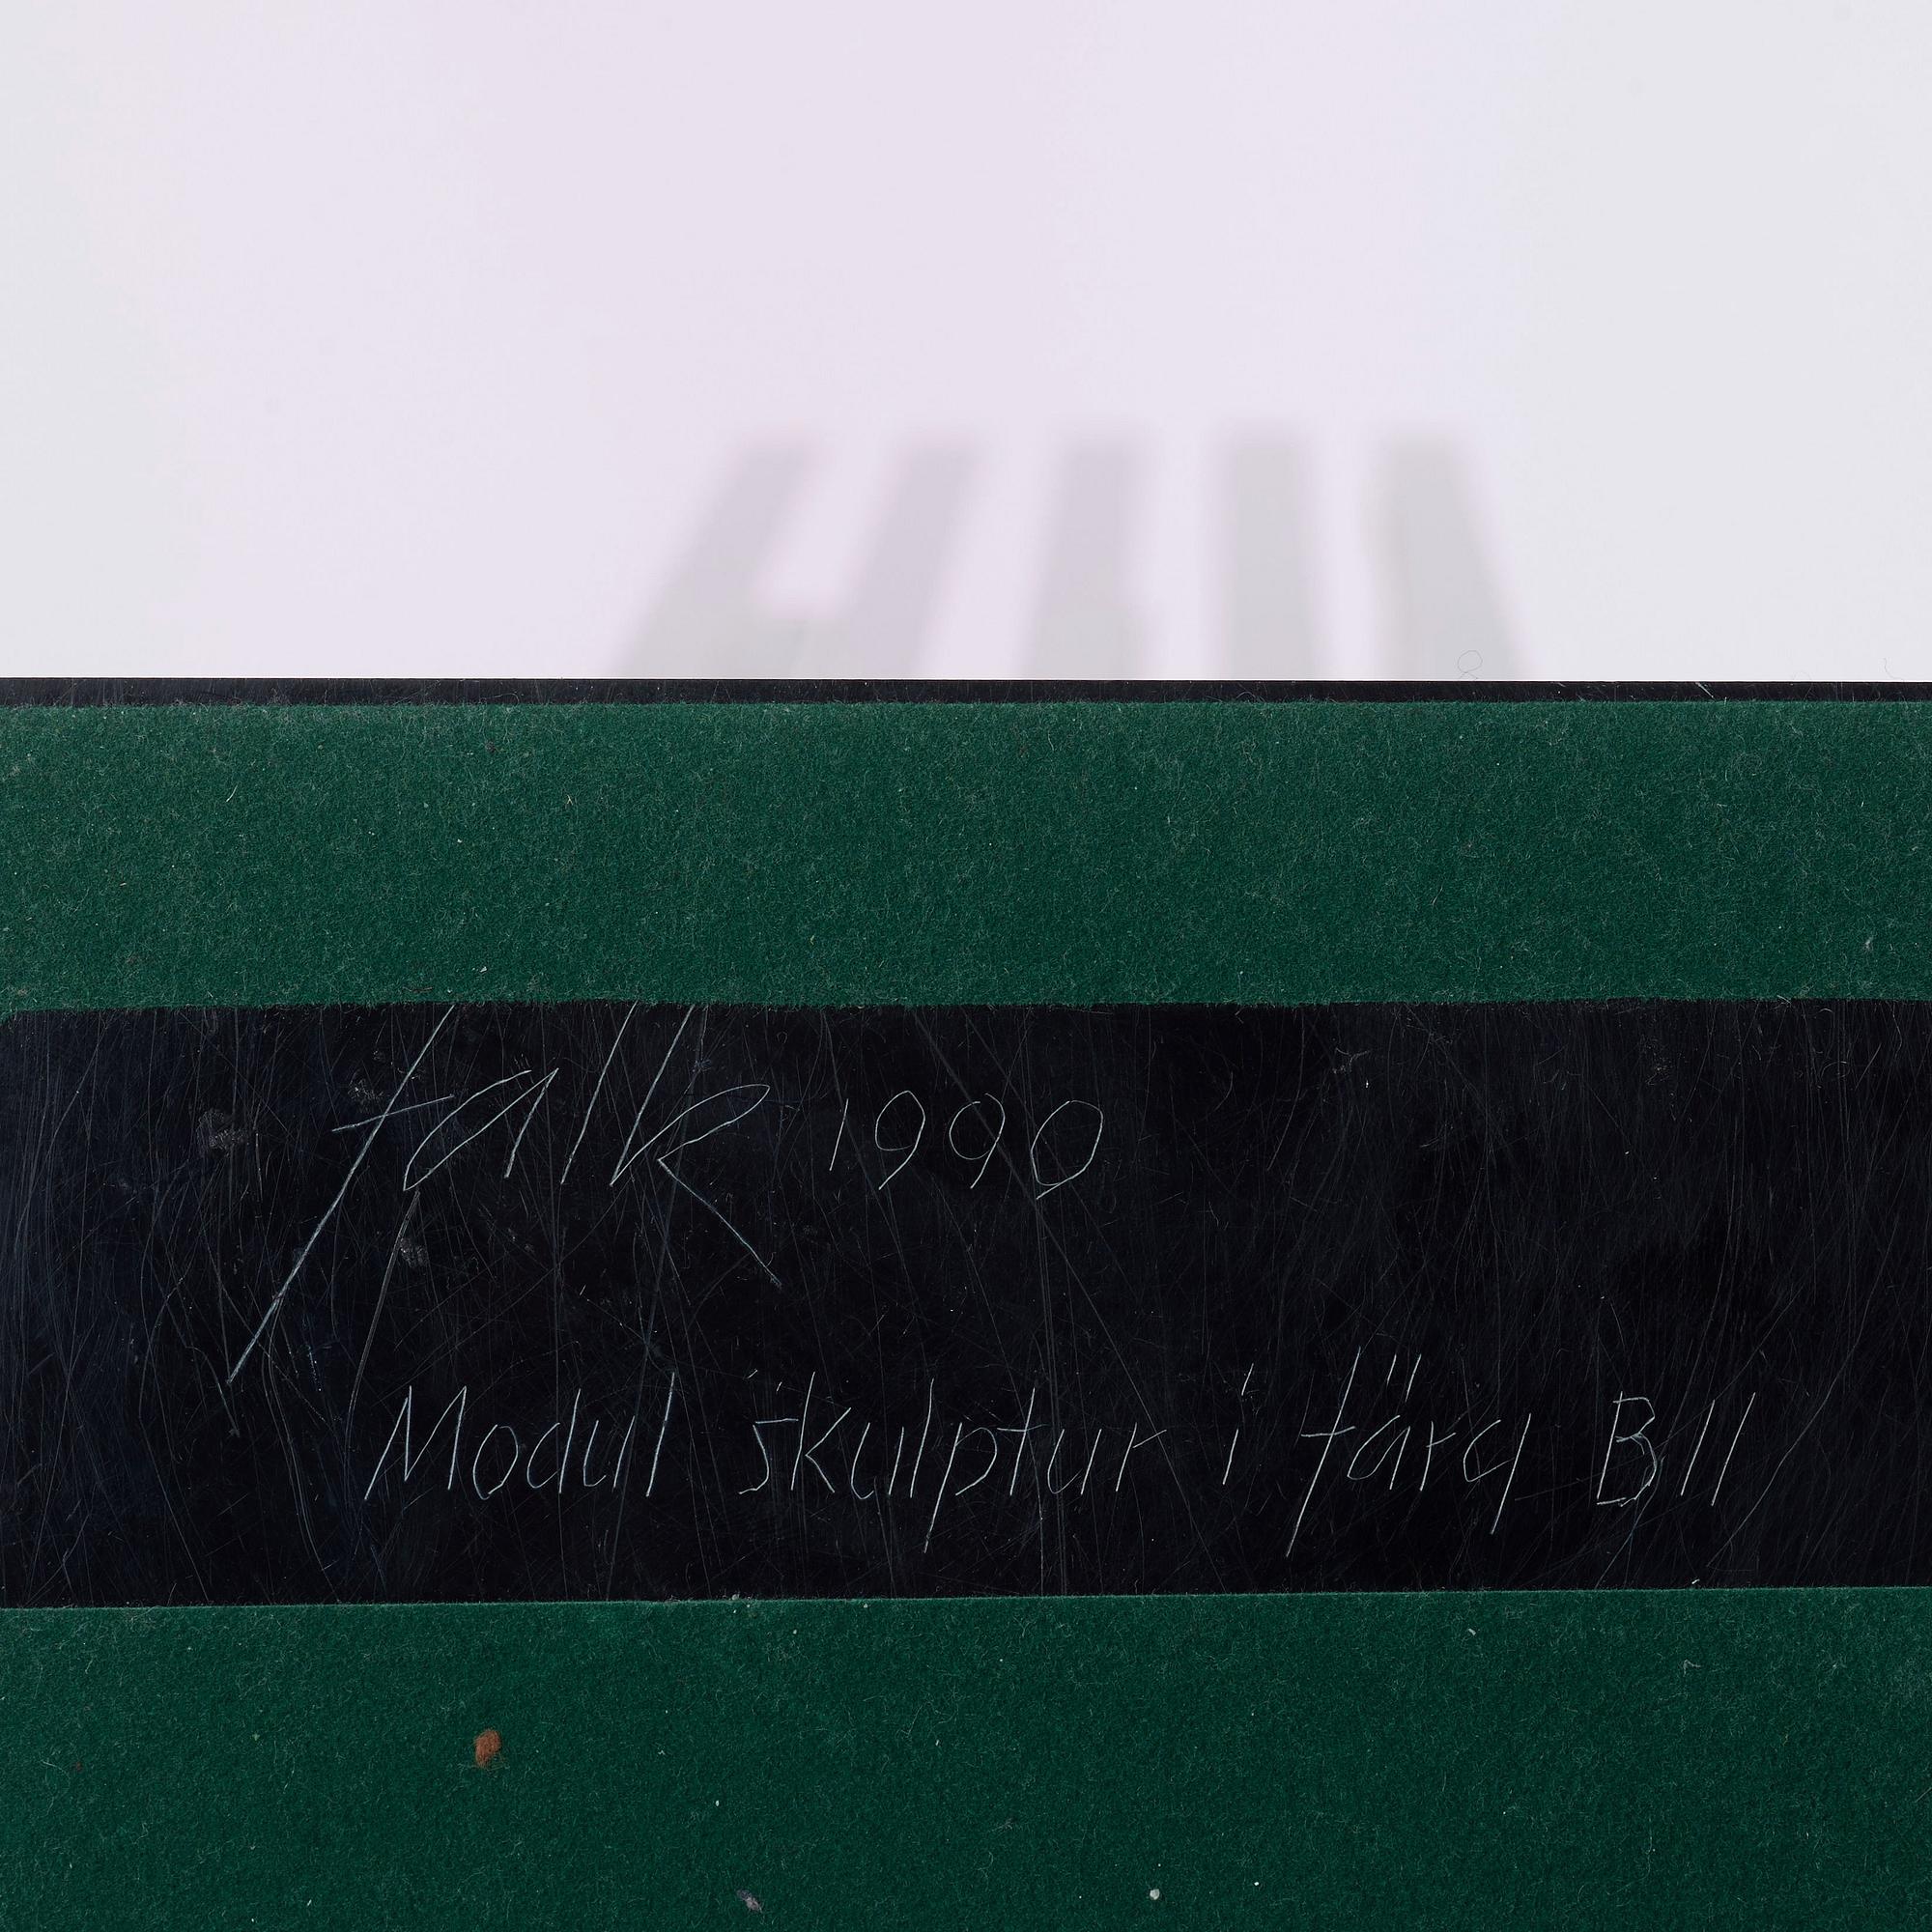 falk 1990
Modul skulptur i färg B11